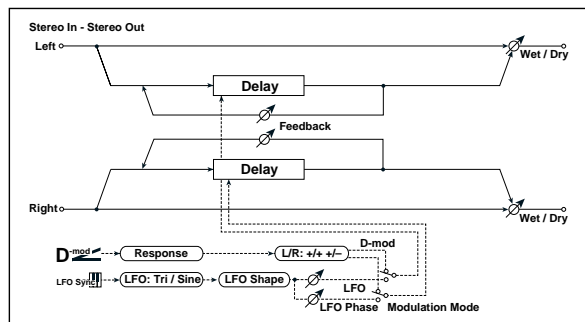 Stereo In - Stereo Out
Left
Wet / Dry
Delay
Feedback
Delay
Right
Wet / Dry
D-mod
D-mod
Response
L/R: +/+ +/–
LFO Sync
LFO: Tri / Sine
LFO Shape
LFO
LFO Phase
Modulation Mode